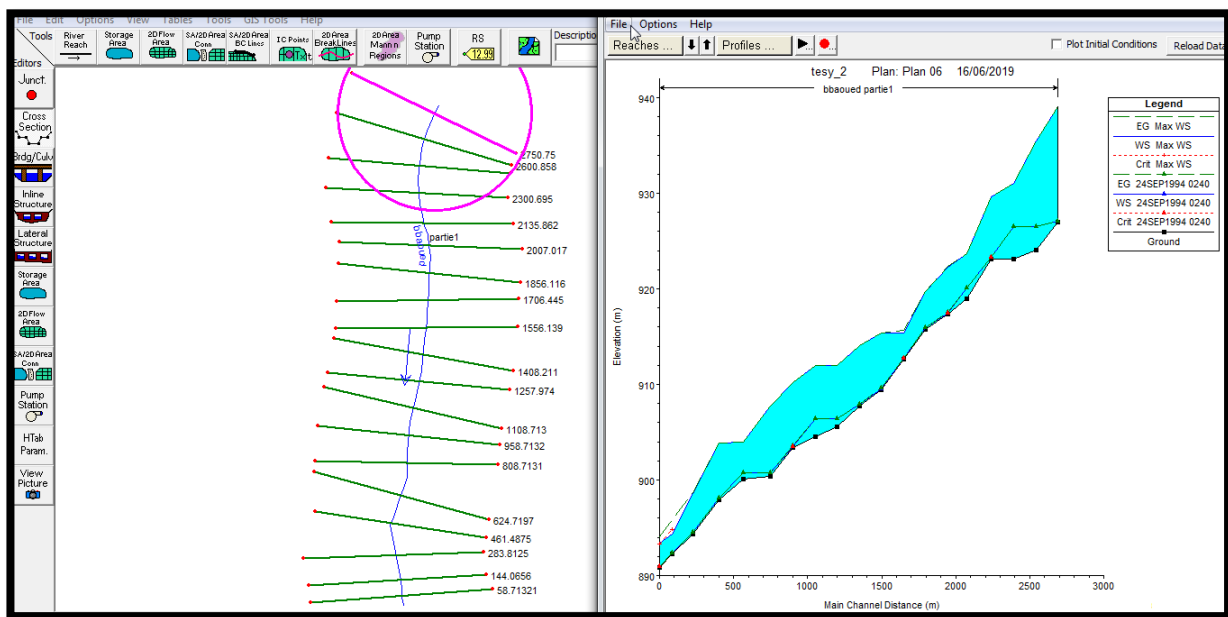 File Edit Options View Tables Tools GIS Tools Help
Tools
Editors
River
Reach
Storage
Area
2D Flow
Area
SA/2D Area
Conn
SA/2D Area
BC Lines
IC Points
2D Area
BreakLines
2D Area
Mann n
Regions
Pump
Station
RS
12.99
Description
Junct.
Cross
Section
Brdg/Culv
Inline
Structure
Lateral
Structure
Storage
Area
2D Flow
Area
SA/2D Area
Conn
Pump
Station
HTab
Param.
View
Picture
2750.75
2600.858
2300.695
2135.862
partie1
bbaoued
2007.017
1856.116
1706.445
1556.139
1408.211
1257.974
1108.713
958.7132
808.7131
624.7197
461.4875
283.8125
144.0656
58.71321
File Options Help
Reaches ... Profiles ... Plot Initial Conditions Reload Data
tesy_2 Plan: Plan 06 16/06/2019
bbaoued partie1
Legend
EG Max WS
WS Max WS
Crit Max WS
EG 24SEP1994 0240
WS 24SEP1994 0240
Crit 24SEP1994 0240
Ground
940
930
920
910
900
890
Elevation (m)
0 500 1000 1500 2000 2500 3000
Main Channel Distance (m)